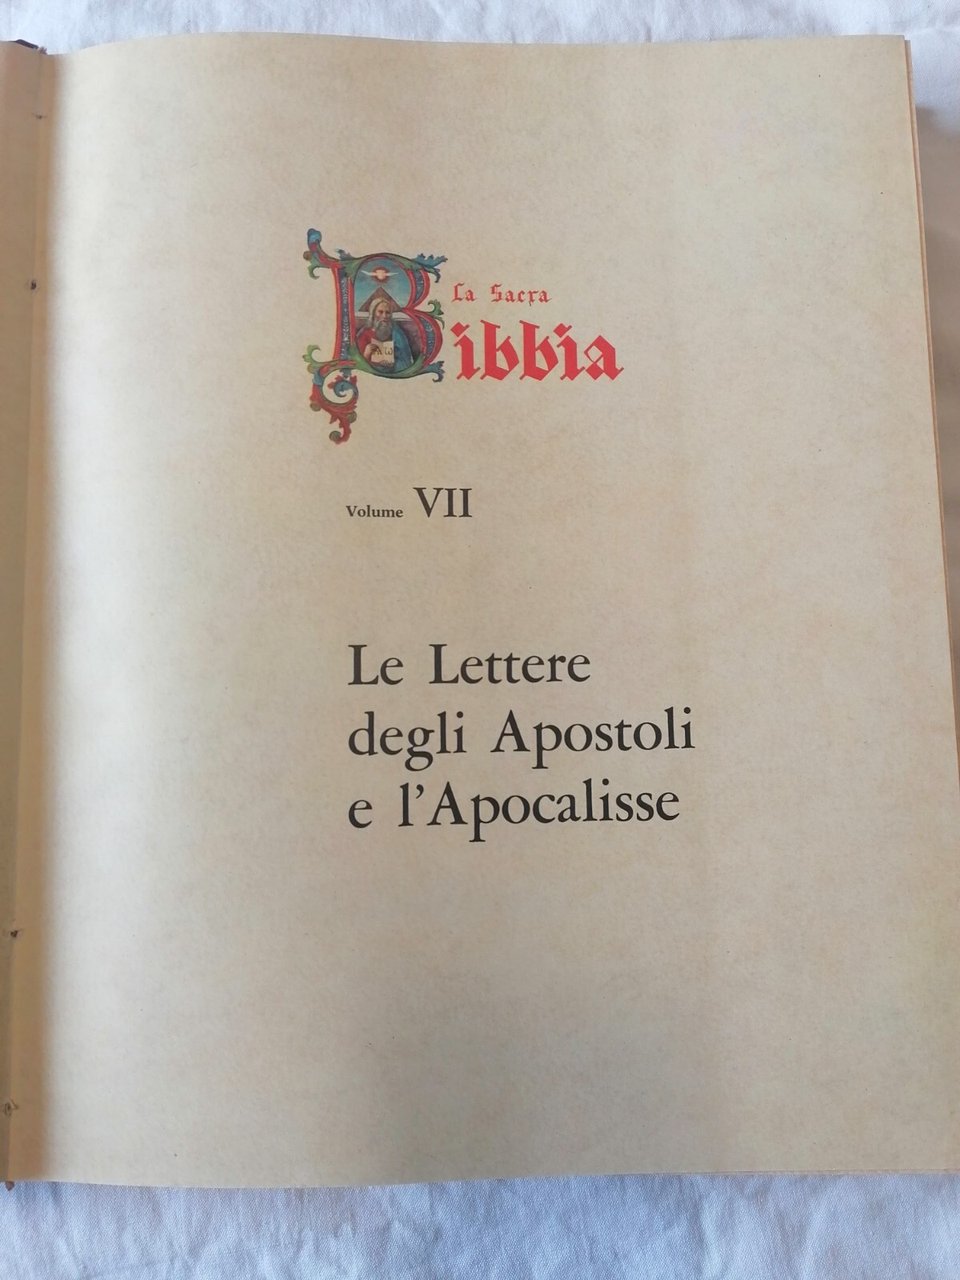 La Sacra
Bibbia
A Ω
Volume VII
Le Lettere
degli Apostoli
e l'Apocalisse